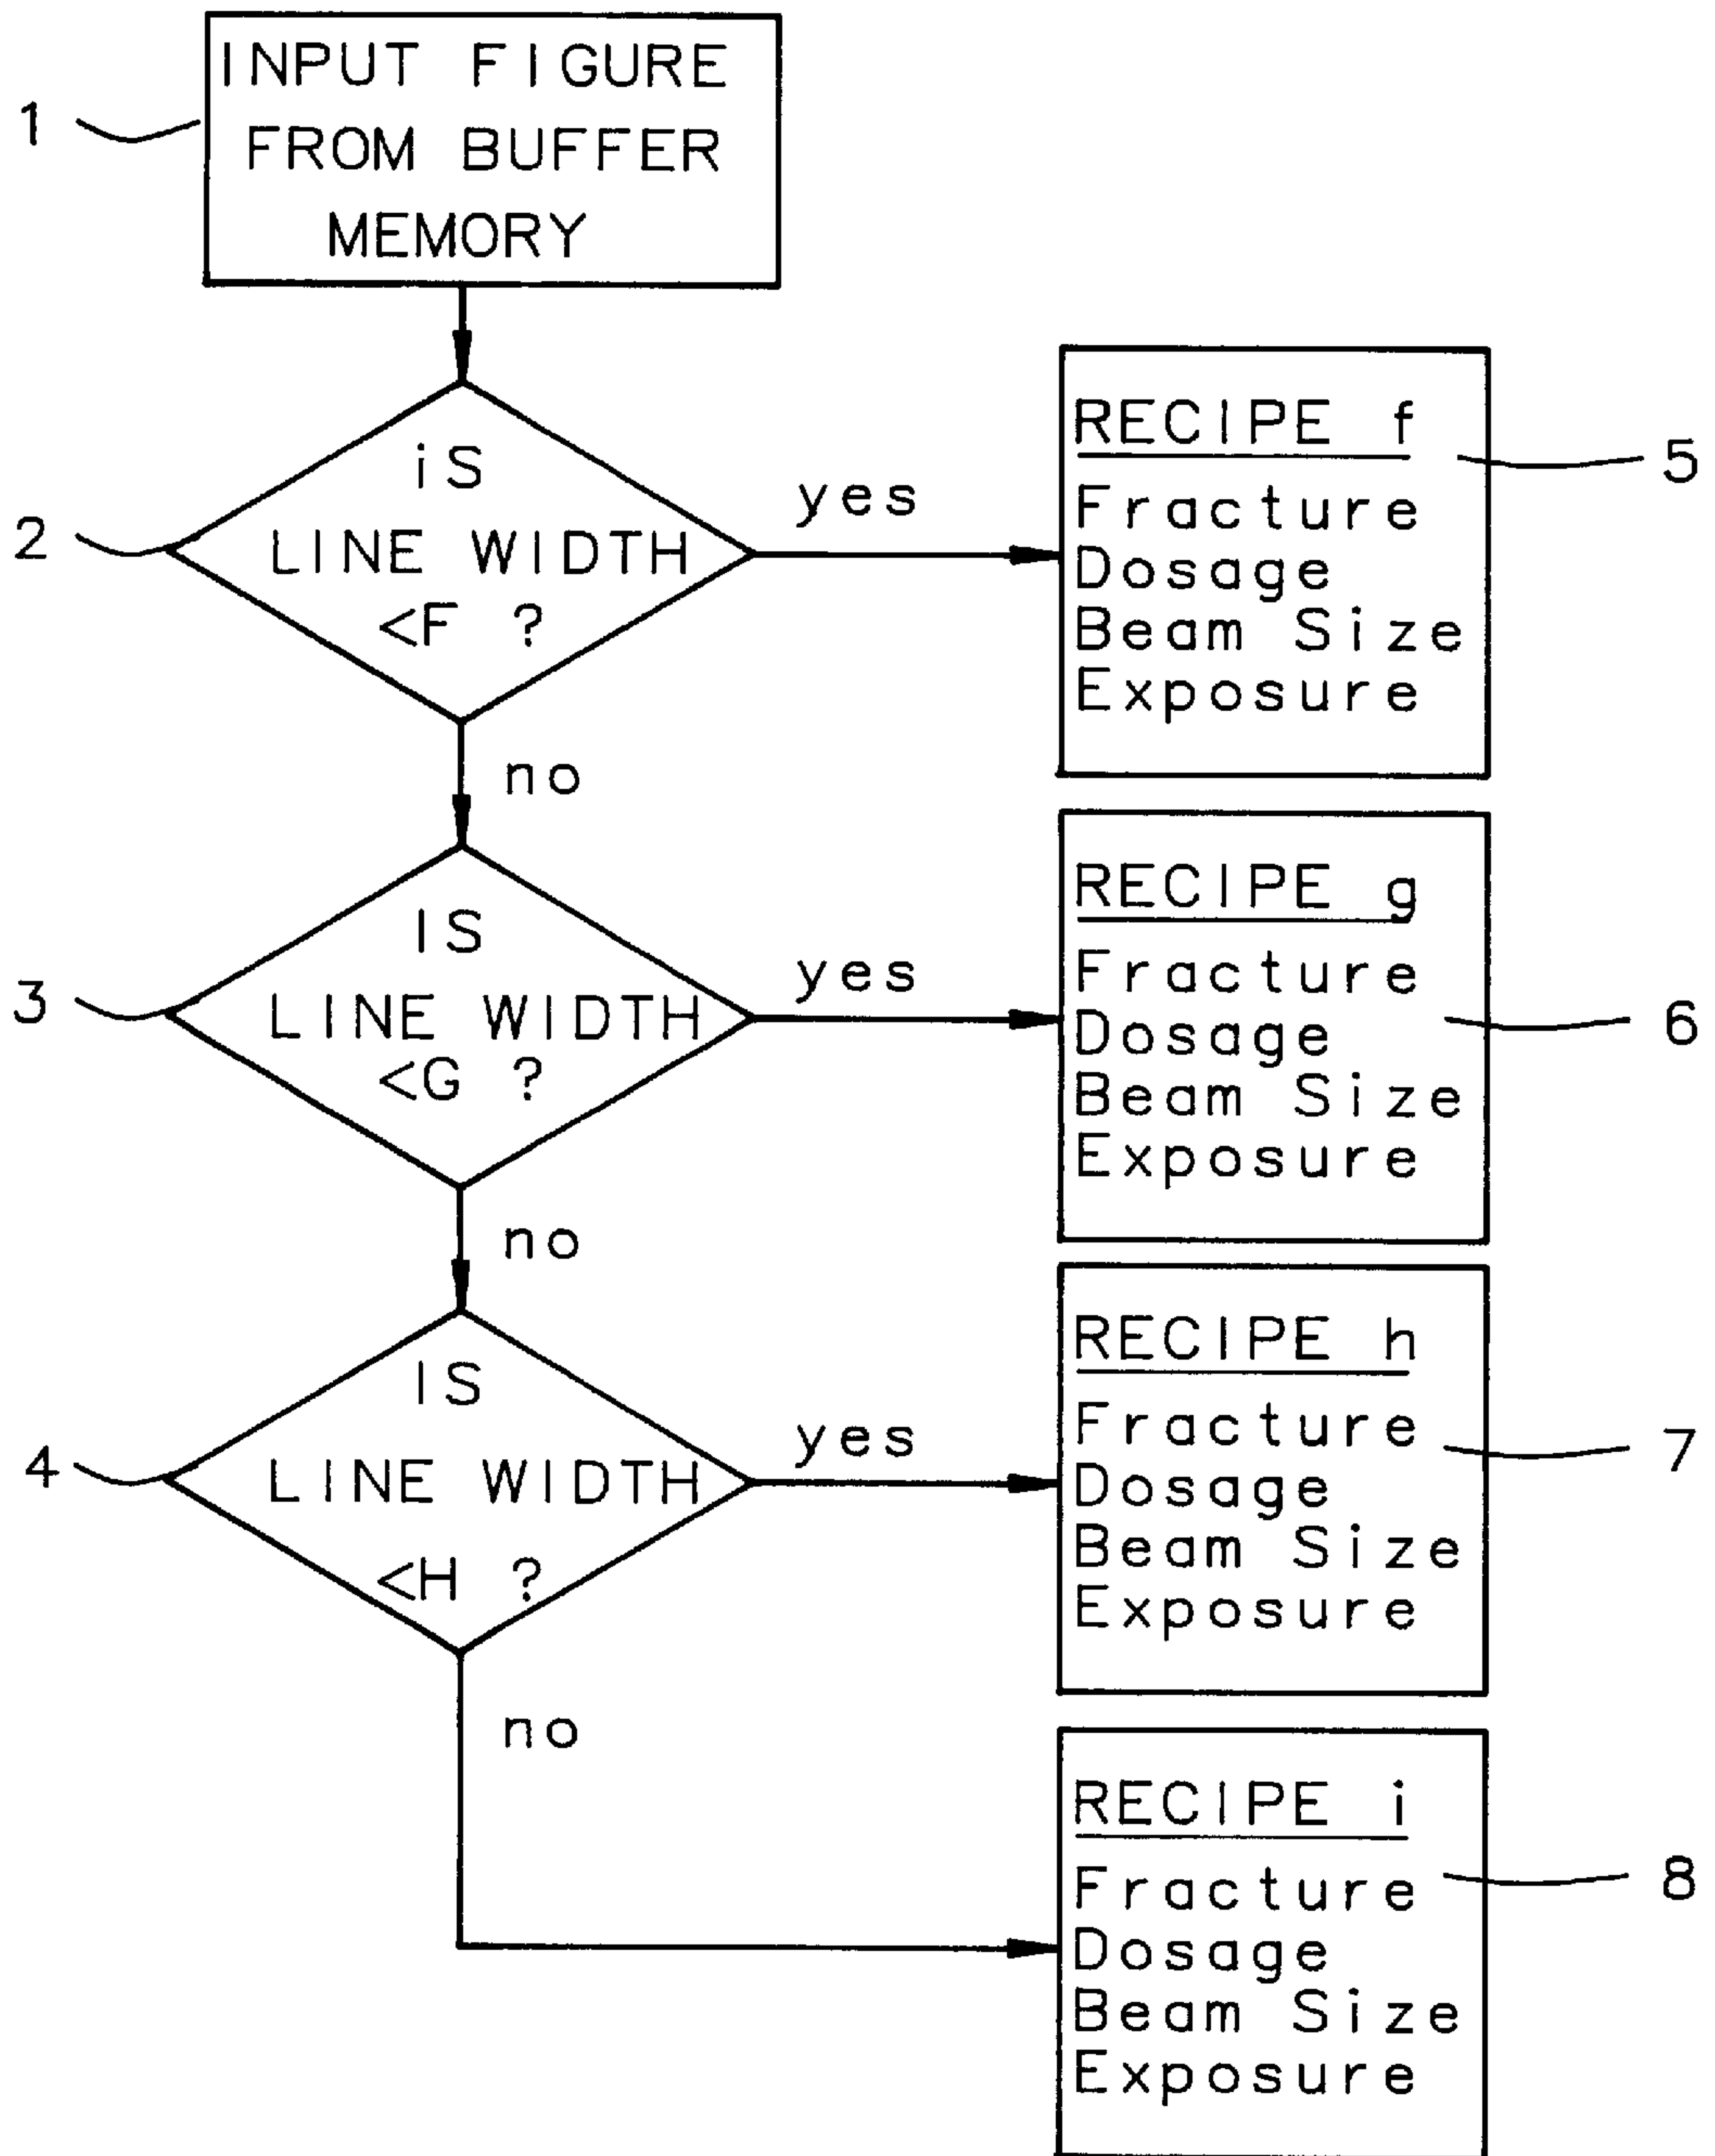 INPUT FIGURE
FROM BUFFER
MEMORY
1
iS
LINE WIDTH
<F ?
2
yes
no
RECIPE f
Fracture
Dosage
Beam Size
Exposure
5
IS
LINE WIDTH
<G ?
3
yes
no
RECIPE g
Fracture
Dosage
Beam Size
Exposure
6
IS
LINE WIDTH
<H ?
4
yes
no
RECIPE h
Fracture
Dosage
Beam Size
Exposure
7
RECIPE i
Fracture
Dosage
Beam Size
Exposure
8